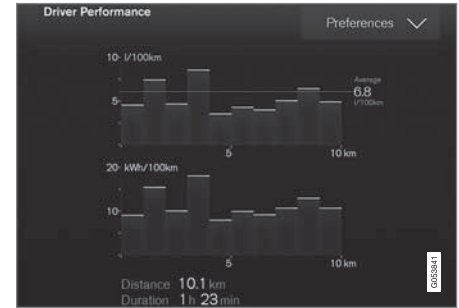 Driver Performance
Preferences
10- l/100km
Average
6.8
l/100km
5-
5
10 km
20- kWh/100km
10-
5
10 km
G053841
Distance 10.1 km
Duration 1 h 23 min